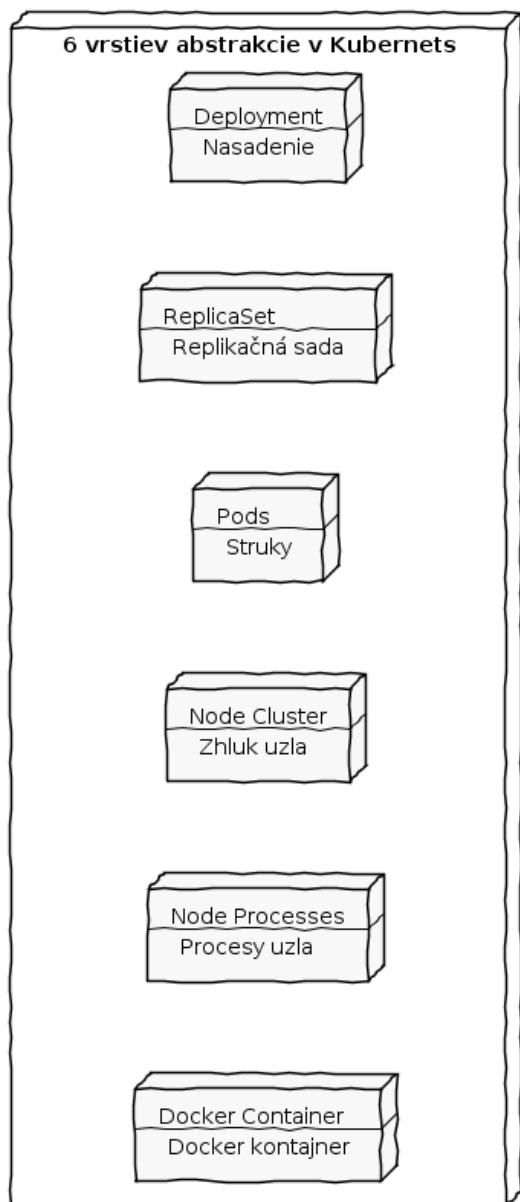 6 vrstiev abstrakcie v Kubernets
Deployment
Nasadenie
ReplicaSet
Replikačná sada
Pods
Struky
Node Cluster
Zhluk uzla
Node Processes
Procesy uzla
Docker Container
Docker kontajner